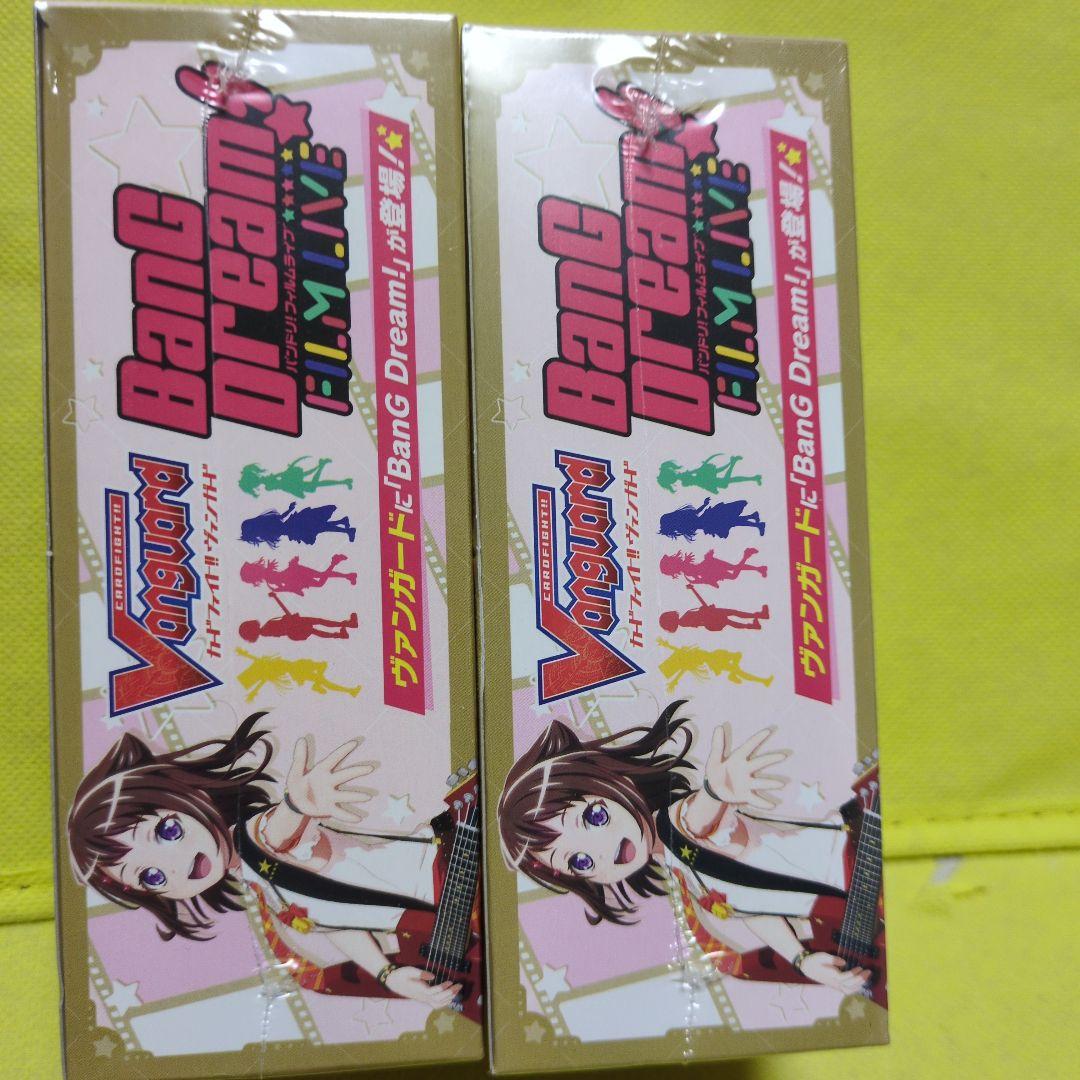 CARDFIGHT!!
Vanguard
カードファイト!! ヴァンガード
BanG
Dream!
バンドリ!フィルムライブ
FILM LIVE
ヴァンガードに「BanG Dream!」が登場!
CARDFIGHT!!
Vanguard
カードファイト!! ヴァンガード
BanG
Dream!
バンドリ!フィルムライブ
FILM LIVE
ヴァンガードに「BanG Dream!」が登場!